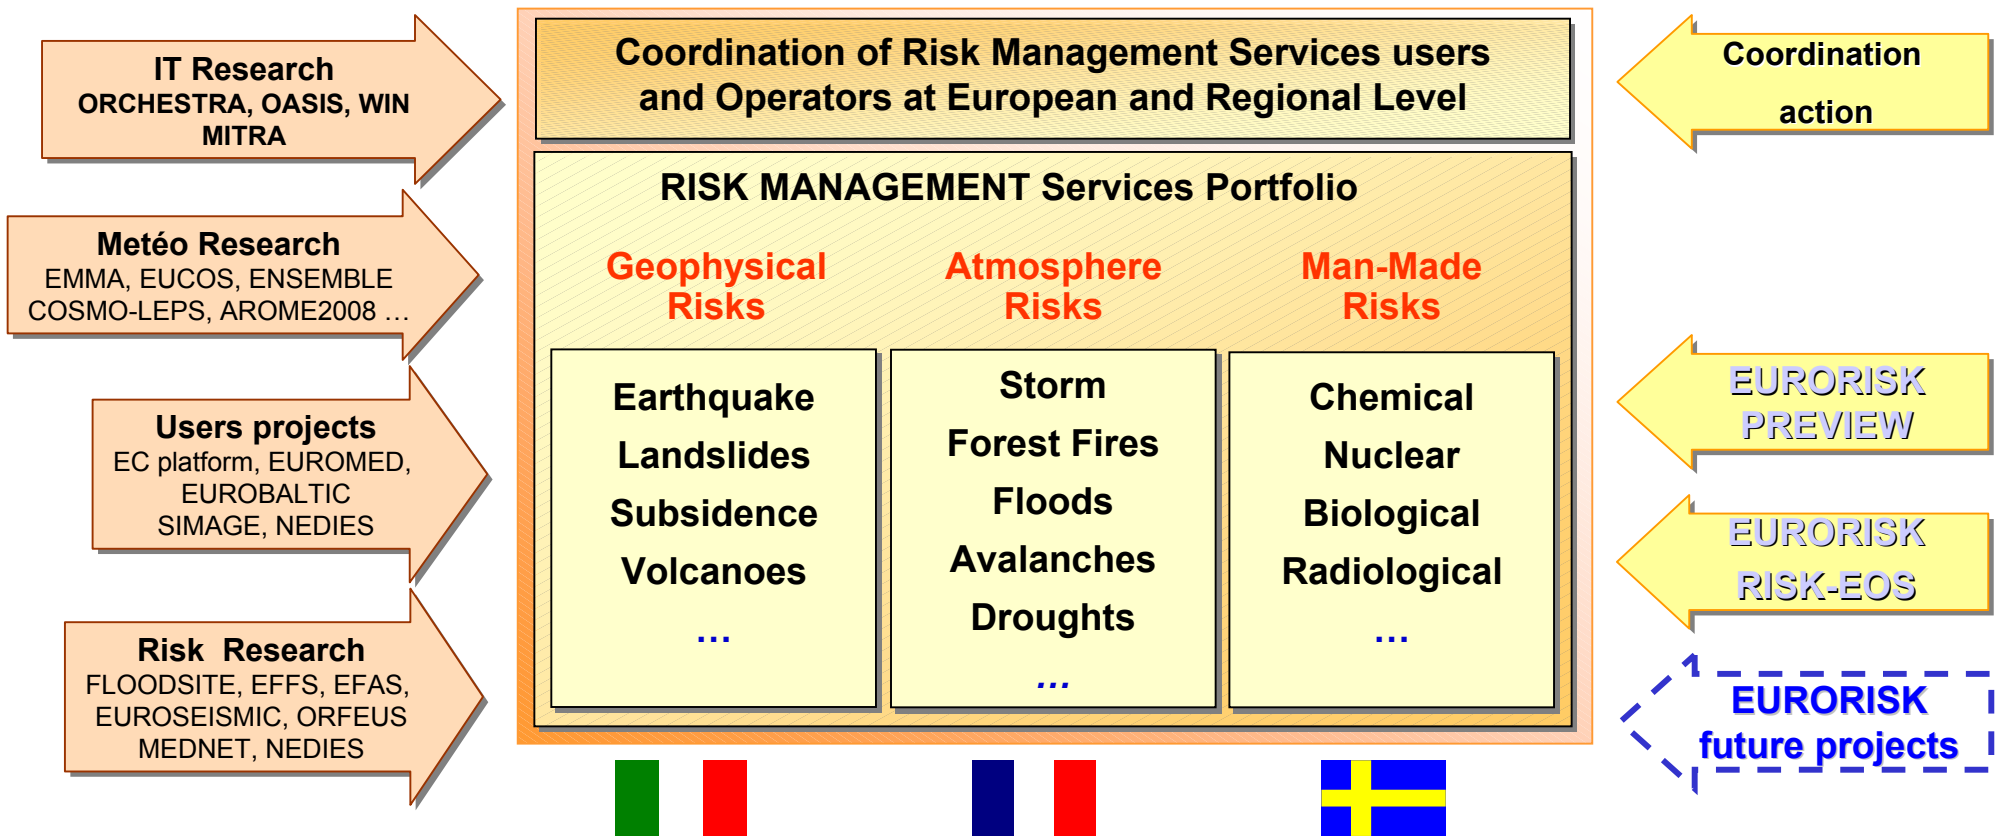 IT Research
ORCHESTRA, OASIS, WIN
MITRA
Metéo Research
EMMA, EUCOS, ENSEMBLE
COSMO-LEPS, AROME2008 …
Users projects
EC platform, EUROMED,
EUROBALTIC
SIMAGE, NEDIES
Risk Research
FLOODSITE, EFFS, EFAS,
EUROSEISMIC, ORFEUS
MEDNET, NEDIES
Coordination of Risk Management Services users
and Operators at European and Regional Level
RISK MANAGEMENT Services Portfolio
Geophysical
Risks
Earthquake
Landslides
Subsidence
Volcanoes
…
Atmosphere
Risks
Storm
Forest Fires
Floods
Avalanches
Droughts
…
Man-Made
Risks
Chemical
Nuclear
Biological
Radiological
…
Coordination
action
EURORISK
PREVIEW
EURORISK
RISK-EOS
EURORISK
future projects